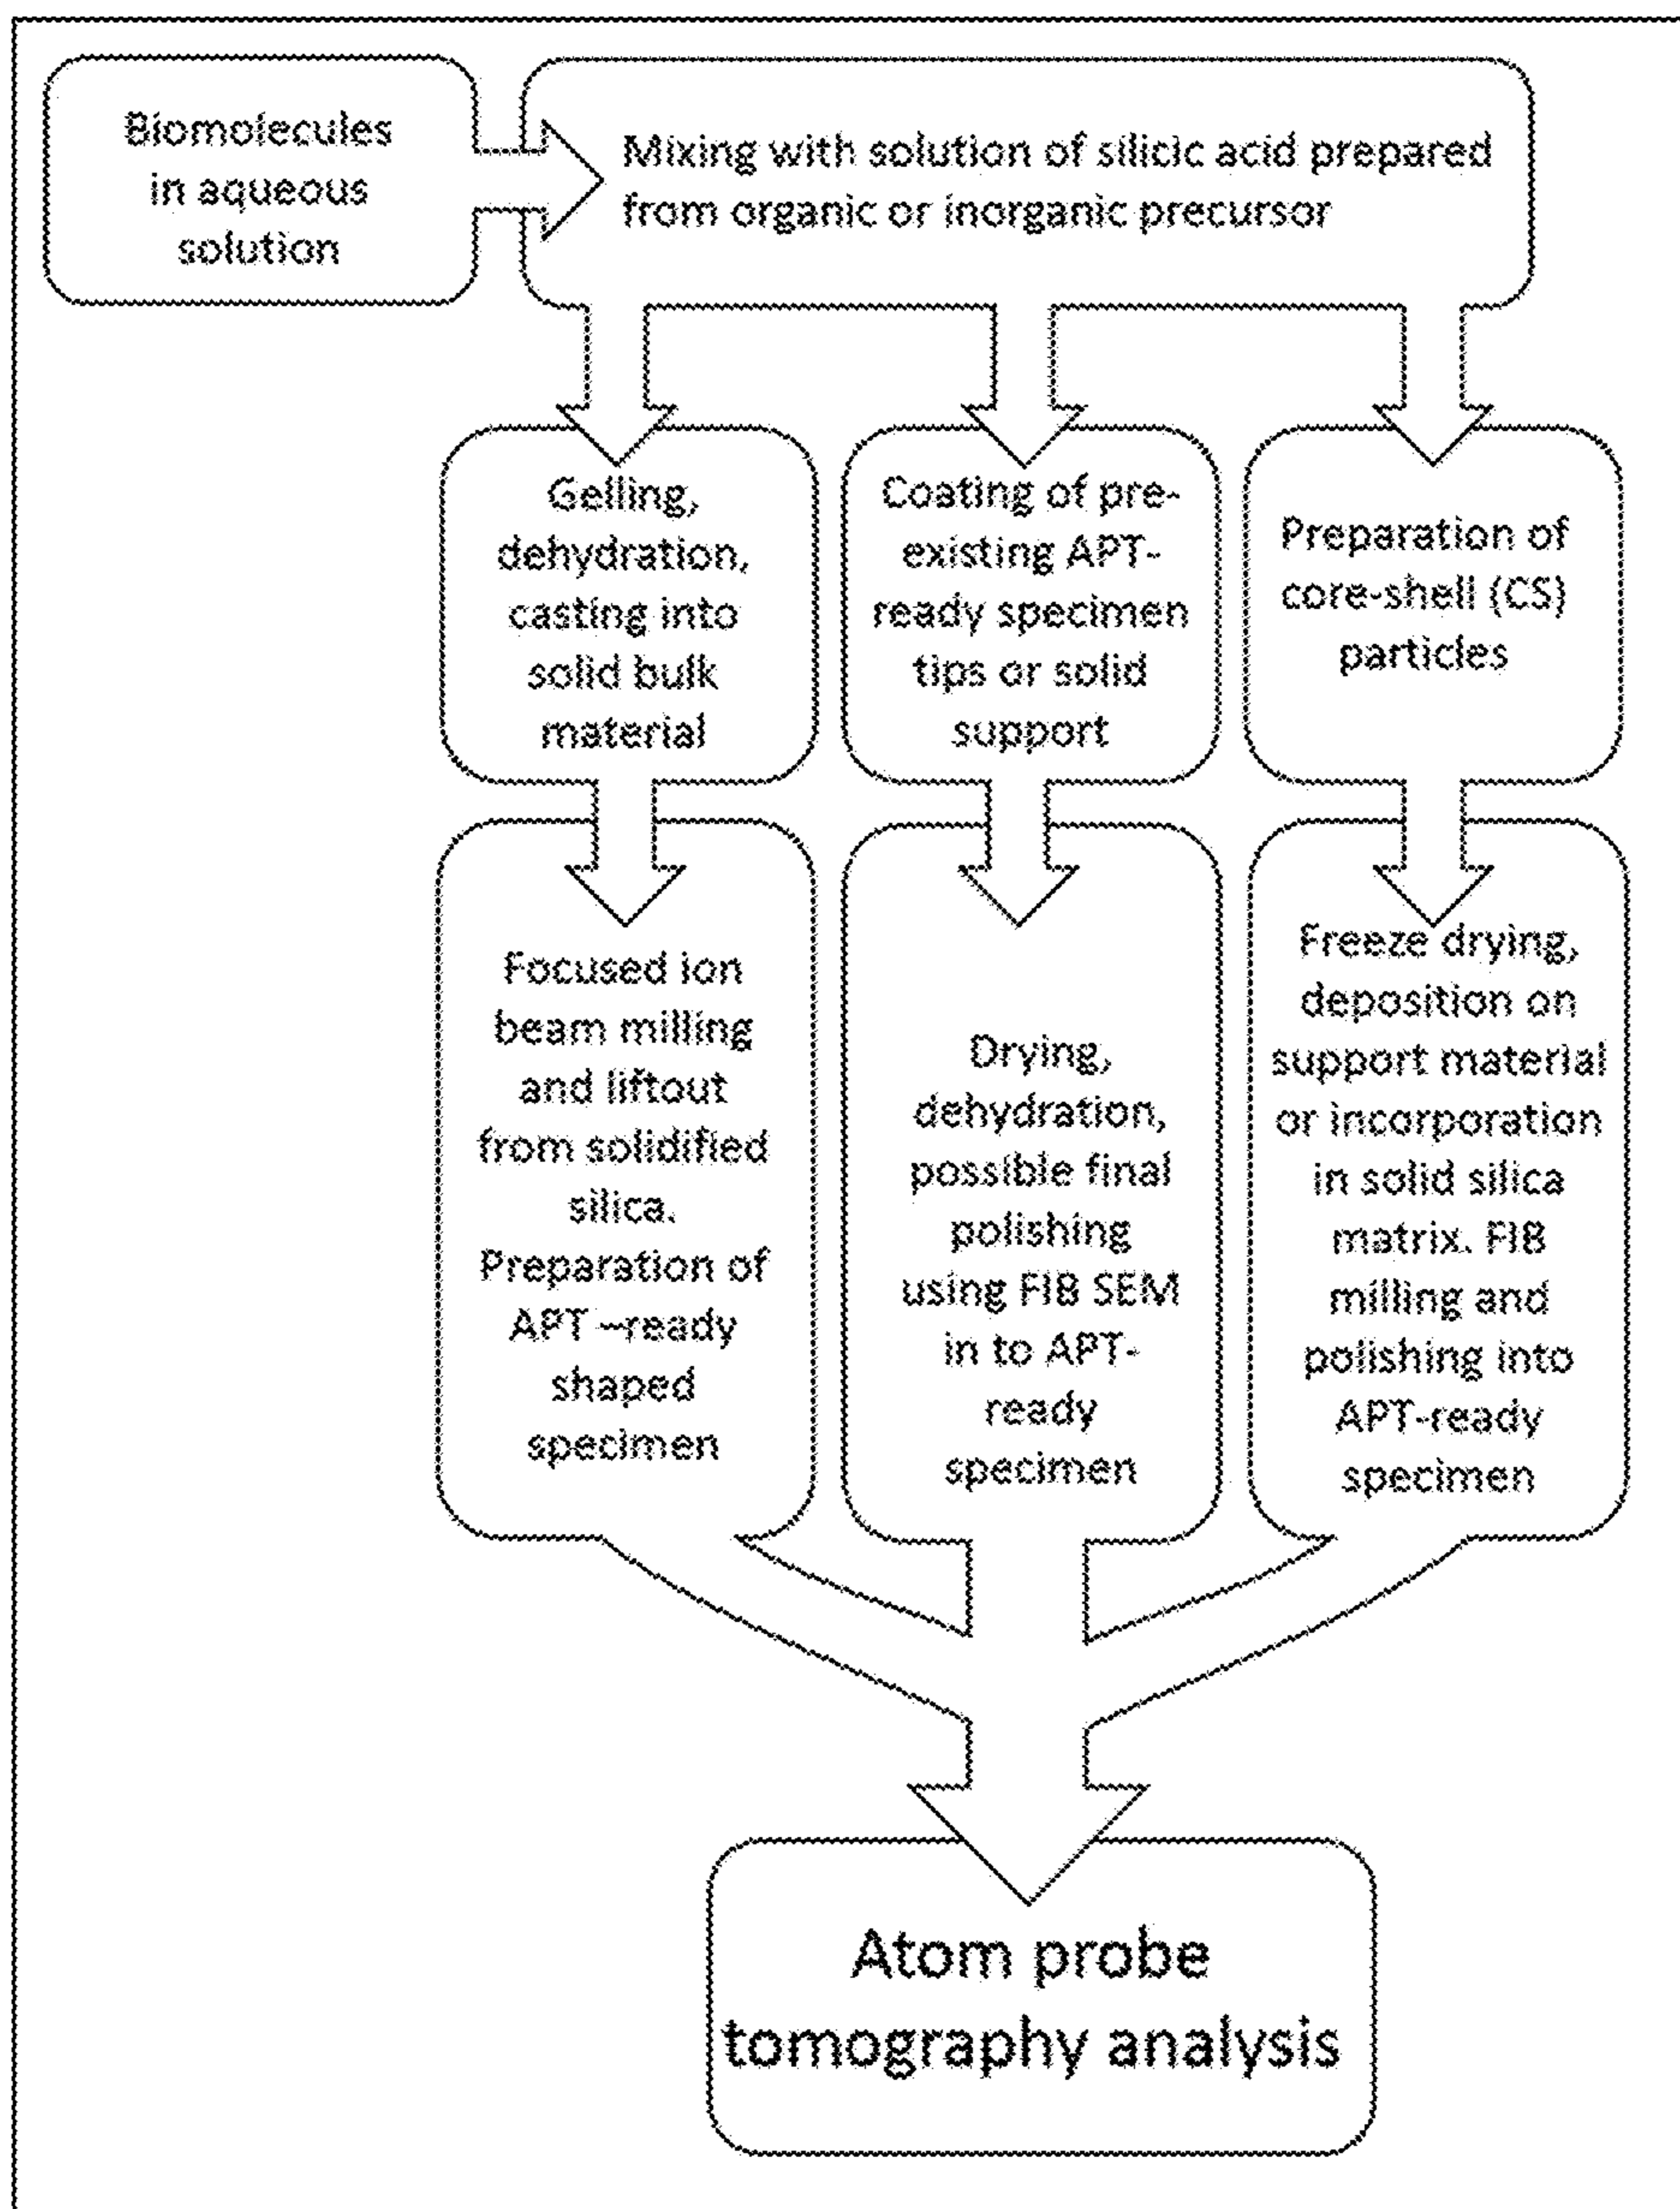 Biomolecules
in aqueous
solution
Mixing with solution of silicic acid prepared
from organic or inorganic precursor
Gelling,
dehydration,
casting into
solid bulk
material
Coating of pre-
existing APT-
ready specimen
tips or solid
support
Preparation of
core-shell (CS)
particles
Focused ion
beam milling
and liftout
from solidified
silica.
Preparation of
APT –ready
shaped
specimen
Drying,
dehydration,
possible final
polishing
using FIB SEM
in to APT-
ready
specimen
Freeze drying,
deposition on
support material
or incorporation
in solid silica
matrix. FIB
milling and
polishing into
APT-ready
specimen
Atom probe
tomography analysis